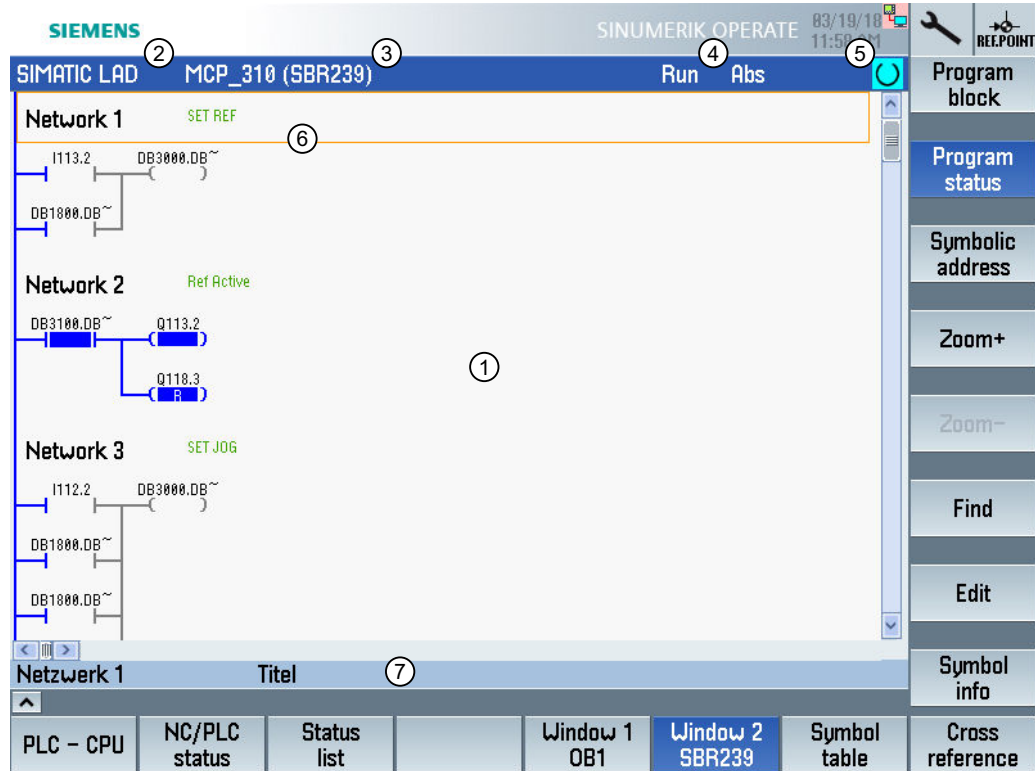 SIEMENS
SINUMERIK OPERATE
03/19/18
11:58 AM
REF.POINT
2
3
4
5
SIMATIC LAD
MCP_310 (SBR239)
Run
Abs
Program
block
Network 1
SET REF
6
I113.2
DB3000.DB~
DB1800.DB~
Program
status
Symbolic
address
Network 2
Ref Active
DB3100.DB~
Q113.2
Q118.3
R
1
Zoom+
Zoom-
Network 3
SET JOG
I112.2
DB3000.DB~
DB1800.DB~
DB1800.DB~
Find
Edit
Netzwerk 1
Titel
7
Symbol
info
PLC - CPU
NC/PLC
status
Status
list
Window 1
OB1
Window 2
SBR239
Symbol
table
Cross
reference